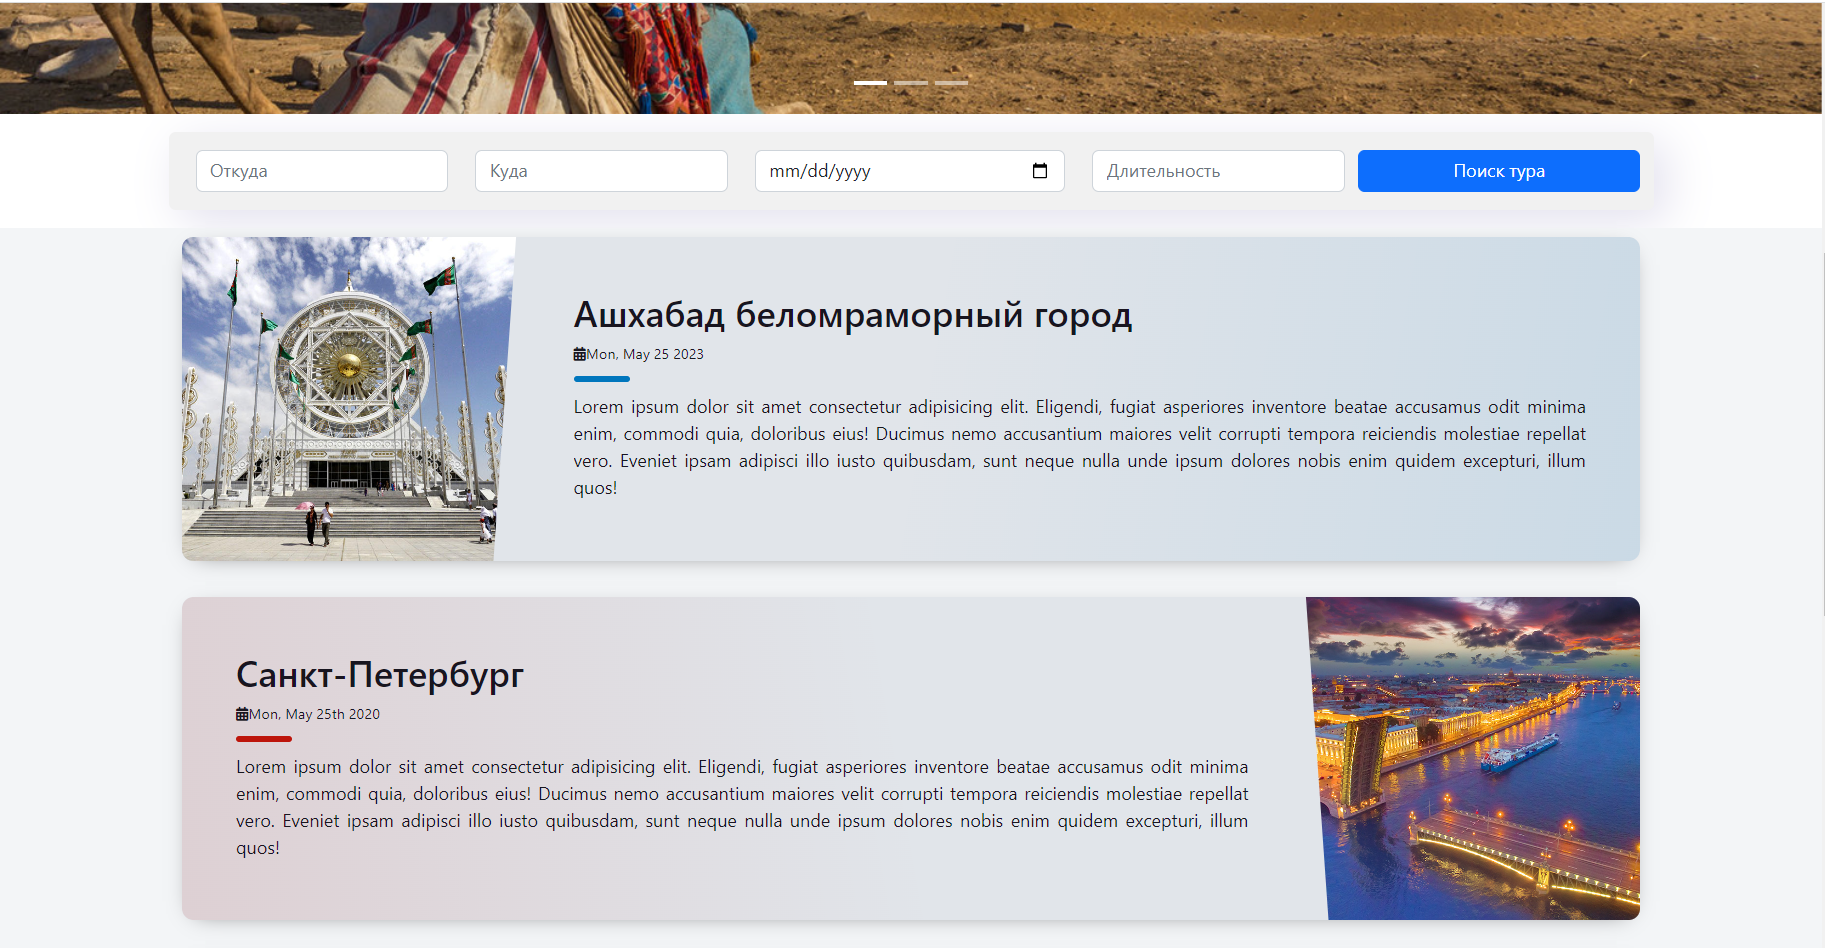 Откуда
Куда
mm/dd/yyyy
Длительность
Поиск тура
Ашхабад беломраморный город
Mon, May 25 2023
Lorem ipsum dolor sit amet consectetur adipisicing elit. Eligendi, fugiat asperiores inventore beatae accusamus odit minima
enim, commodi quia, doloribus eius! Ducimus nemo accusantium maiores velit corrupti tempora reiciendis molestiae repellat
vero. Eveniet ipsam adipisci illo iusto quibusdam, sunt neque nulla unde ipsum dolores nobis enim quidem excepturi, illum
quos!
Санкт-Петербург
Mon, May 25th 2020
Lorem ipsum dolor sit amet consectetur adipisicing elit. Eligendi, fugiat asperiores inventore beatae accusamus odit minima
enim, commodi quia, doloribus eius! Ducimus nemo accusantium maiores velit corrupti tempora reiciendis molestiae repellat
vero. Eveniet ipsam adipisci illo iusto quibusdam, sunt neque nulla unde ipsum dolores nobis enim quidem excepturi, illum
quos!